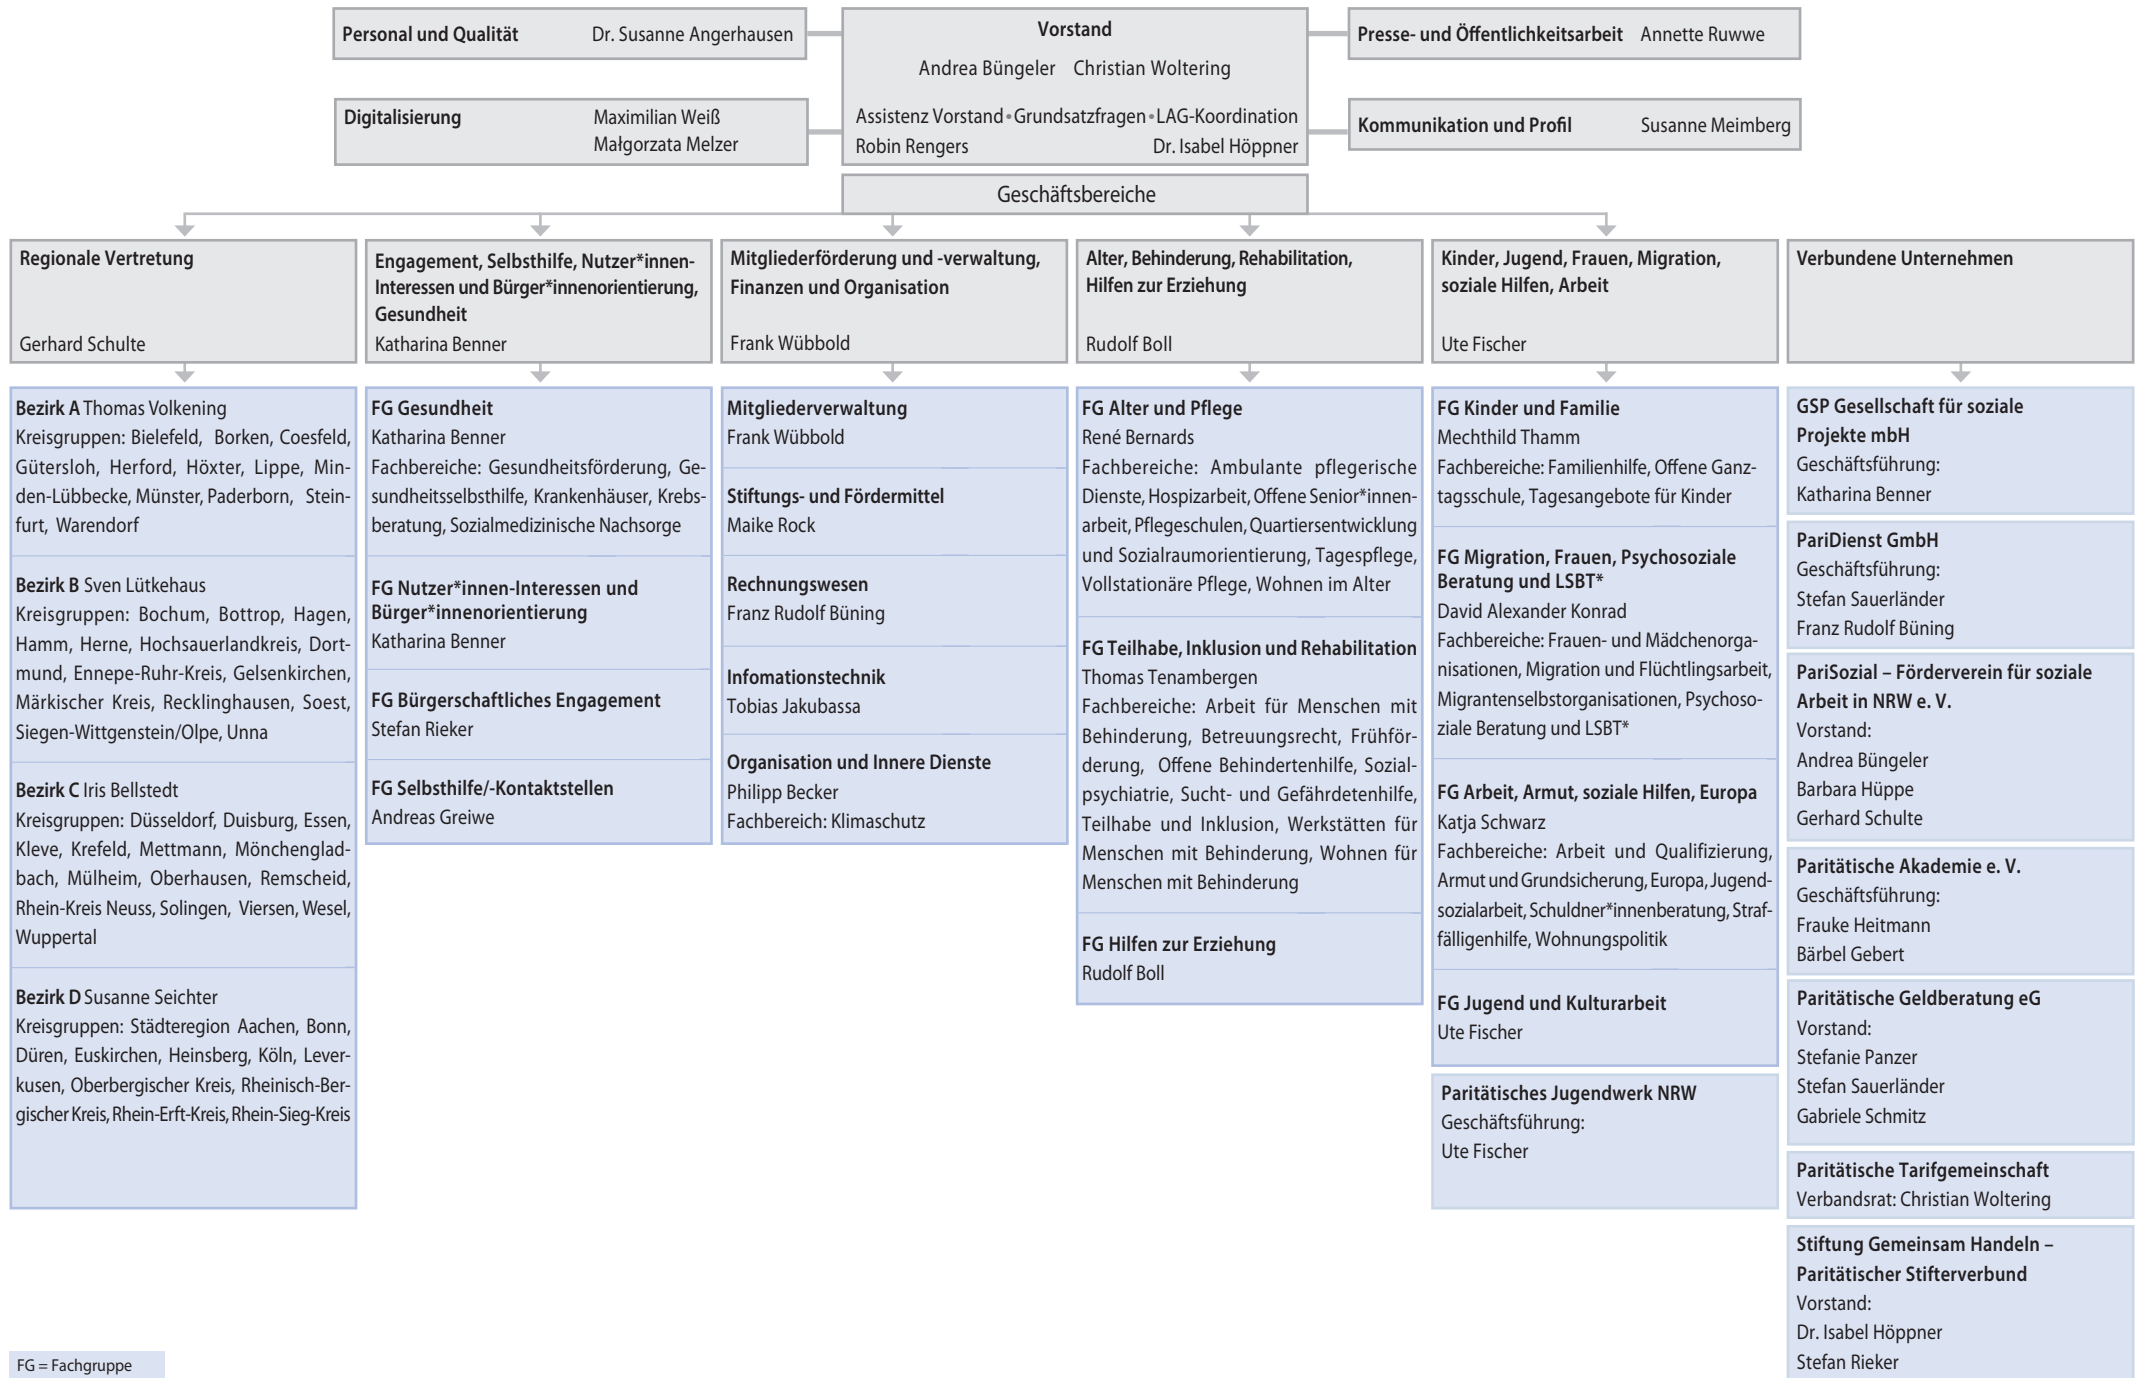 Personal und Qualität Dr. Susanne Angerhausen
Digitalisierung Maximilian Weiß
Małgorzata Melzer
Vorstand
Andrea Büngeler Christian Woltering
Assistenz Vorstand • Grundsatzfragen • LAG-Koordination
Robin Rengers Dr. Isabel Höppner
Presse- und Öffentlichkeitsarbeit Annette Ruwwe
Kommunikation und Profil Susanne Meimberg
Geschäftsbereiche
Regionale Vertretung
Gerhard Schulte
Bezirk A Thomas Volkening
Kreisgruppen: Bielefeld, Borken, Coesfeld,
Gütersloh, Herford, Höxter, Lippe, Min-
den-Lübbecke, Münster, Paderborn, Stein-
furt, Warendorf
Bezirk B Sven Lütkehaus
Kreisgruppen: Bochum, Bottrop, Hagen,
Hamm, Herne, Hochsauerlandkreis, Dort-
mund, Ennepe-Ruhr-Kreis, Gelsenkirchen,
Märkischer Kreis, Recklinghausen, Soest,
Siegen-Wittgenstein/Olpe, Unna
Bezirk C Iris Bellstedt
Kreisgruppen: Düsseldorf, Duisburg, Essen,
Kleve, Krefeld, Mettmann, Mönchenglad-
bach, Mülheim, Oberhausen, Remscheid,
Rhein-Kreis Neuss, Solingen, Viersen, Wesel,
Wuppertal
Bezirk D Susanne Seichter
Kreisgruppen: Städteregion Aachen, Bonn,
Düren, Euskirchen, Heinsberg, Köln, Lever-
kusen, Oberbergischer Kreis, Rheinisch-Ber-
gischer Kreis, Rhein-Erft-Kreis, Rhein-Sieg-Kreis
Engagement, Selbsthilfe, Nutzer*innen-
Interessen und Bürger*innenorientierung,
Gesundheit
Katharina Benner
FG Gesundheit
Katharina Benner
Fachbereiche: Gesundheitsförderung, Ge-
sundheitsselbsthilfe, Krankenhäuser, Krebs-
beratung, Sozialmedizinische Nachsorge
FG Nutzer*innen-Interessen und
Bürger*innenorientierung
Katharina Benner
FG Bürgerschaftliches Engagement
Stefan Rieker
FG Selbsthilfe/-Kontaktstellen
Andreas Greiwe
Mitgliederförderung und -verwaltung,
Finanzen und Organisation
Frank Wübbold
Mitgliederverwaltung
Frank Wübbold
Stiftungs- und Fördermittel
Maike Rock
Rechnungswesen
Franz Rudolf Büning
Infomationstechnik
Tobias Jakubassa
Organisation und Innere Dienste
Philipp Becker
Fachbereich: Klimaschutz
Alter, Behinderung, Rehabilitation,
Hilfen zur Erziehung
Rudolf Boll
FG Alter und Pflege
René Bernards
Fachbereiche: Ambulante pflegerische
Dienste, Hospizarbeit, Offene Senior*innen-
arbeit, Pflegeschulen, Quartiersentwicklung
und Sozialraumorientierung, Tagespflege,
Vollstationäre Pflege, Wohnen im Alter
FG Teilhabe, Inklusion und Rehabilitation
Thomas Tenambergen
Fachbereiche: Arbeit für Menschen mit
Behinderung, Betreuungsrecht, Frühför-
derung, Offene Behindertenhilfe, Sozial-
psychiatrie, Sucht- und Gefährdetenhilfe,
Teilhabe und Inklusion, Werkstätten für
Menschen mit Behinderung, Wohnen für
Menschen mit Behinderung
FG Hilfen zur Erziehung
Rudolf Boll
Kinder, Jugend, Frauen, Migration,
soziale Hilfen, Arbeit
Ute Fischer
FG Kinder und Familie
Mechthild Thamm
Fachbereiche: Familienhilfe, Offene Ganz-
tagsschule, Tagesangebote für Kinder
FG Migration, Frauen, Psychosoziale
Beratung und LSBT*
David Alexander Konrad
Fachbereiche: Frauen- und Mädchenorga-
nisationen, Migration und Flüchtlingsarbeit,
Migrantenselbstorganisationen, Psychoso-
ziale Beratung und LSBT*
FG Arbeit, Armut, soziale Hilfen, Europa
Katja Schwarz
Fachbereiche: Arbeit und Qualifizierung,
Armut und Grundsicherung, Europa, Jugend-
sozialarbeit, Schuldner*innenberatung, Straf-
fälligenhilfe, Wohnungspolitik
FG Jugend und Kulturarbeit
Ute Fischer
Paritätisches Jugendwerk NRW
Geschäftsführung:
Ute Fischer
Verbundene Unternehmen
GSP Gesellschaft für soziale
Projekte mbH
Geschäftsführung:
Katharina Benner
PariDienst GmbH
Geschäftsführung:
Stefan Sauerländer
Franz Rudolf Büning
PariSozial – Förderverein für soziale
Arbeit in NRW e. V.
Vorstand:
Andrea Büngeler
Barbara Hüppe
Gerhard Schulte
Paritätische Akademie e. V.
Geschäftsführung:
Frauke Heitmann
Bärbel Gebert
Paritätische Geldberatung eG
Vorstand:
Stefanie Panzer
Stefan Sauerländer
Gabriele Schmitz
Paritätische Tarifgemeinschaft
Verbandsrat: Christian Woltering
Stiftung Gemeinsam Handeln –
Paritätischer Stifterverbund
Vorstand:
Dr. Isabel Höppner
Stefan Rieker
FG = Fachgruppe